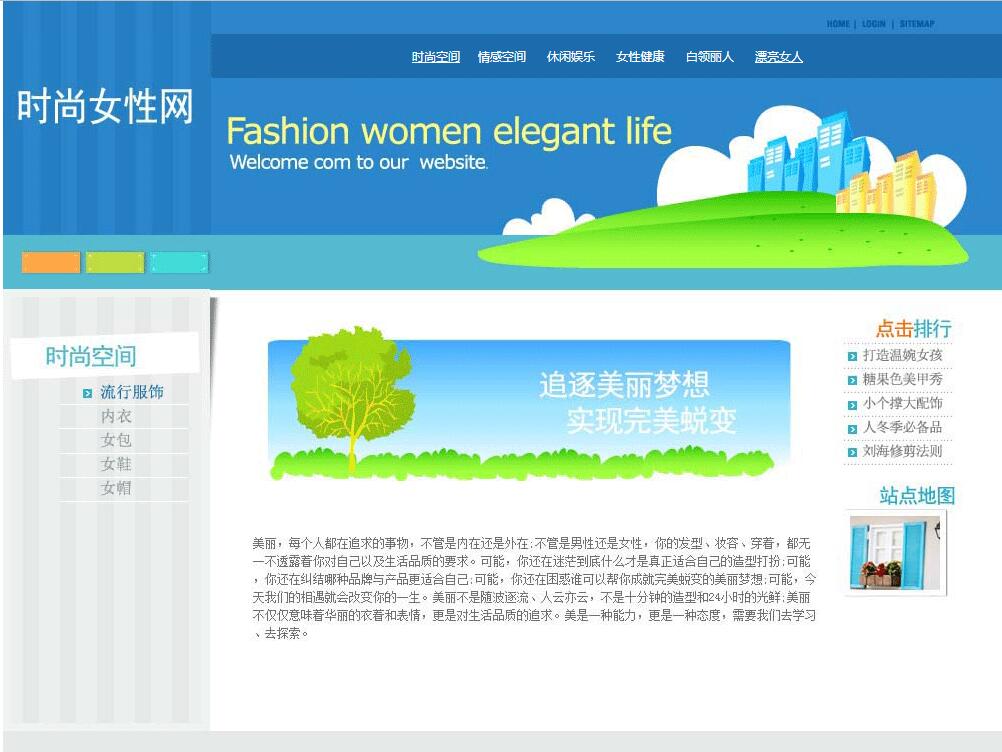 HOME | LOGIN | SITEMAP
时尚空间 情感空间 休闲娱乐 女性健康 白领丽人 漂亮女人
时尚女性网
Fashion women elegant life
Welcome com to our website.
时尚空间
流行服饰
内衣
女包
女鞋
女帽
追逐美丽梦想
实现完美蜕变
美丽，每个人都在追求的事物，不管是内在还是外在;不管是男性还是女性，你的发型、妆容、穿着，都无
一不透露着你对自己以及生活品质的要求。可能，你还在迷茫到底什么才是真正适合自己的造型打扮;可能
，你还在纠结哪种品牌与产品更适合自己;可能，你还在困惑谁可以帮你成就完美蜕变的美丽梦想;可能，今
天我们的相遇就会改变你的一生。美丽不是随波逐流、人云亦云，不是十分钟的造型和24小时的光鲜;美丽
不仅仅意味着华丽的衣着和表情，更是对生活品质的追求。美是一种能力，更是一种态度，需要我们去学习
、去探索。
点击排行
打造温婉女孩
糖果色美甲秀
小个撑大配饰
人冬季必备品
刘海修剪法则
站点地图